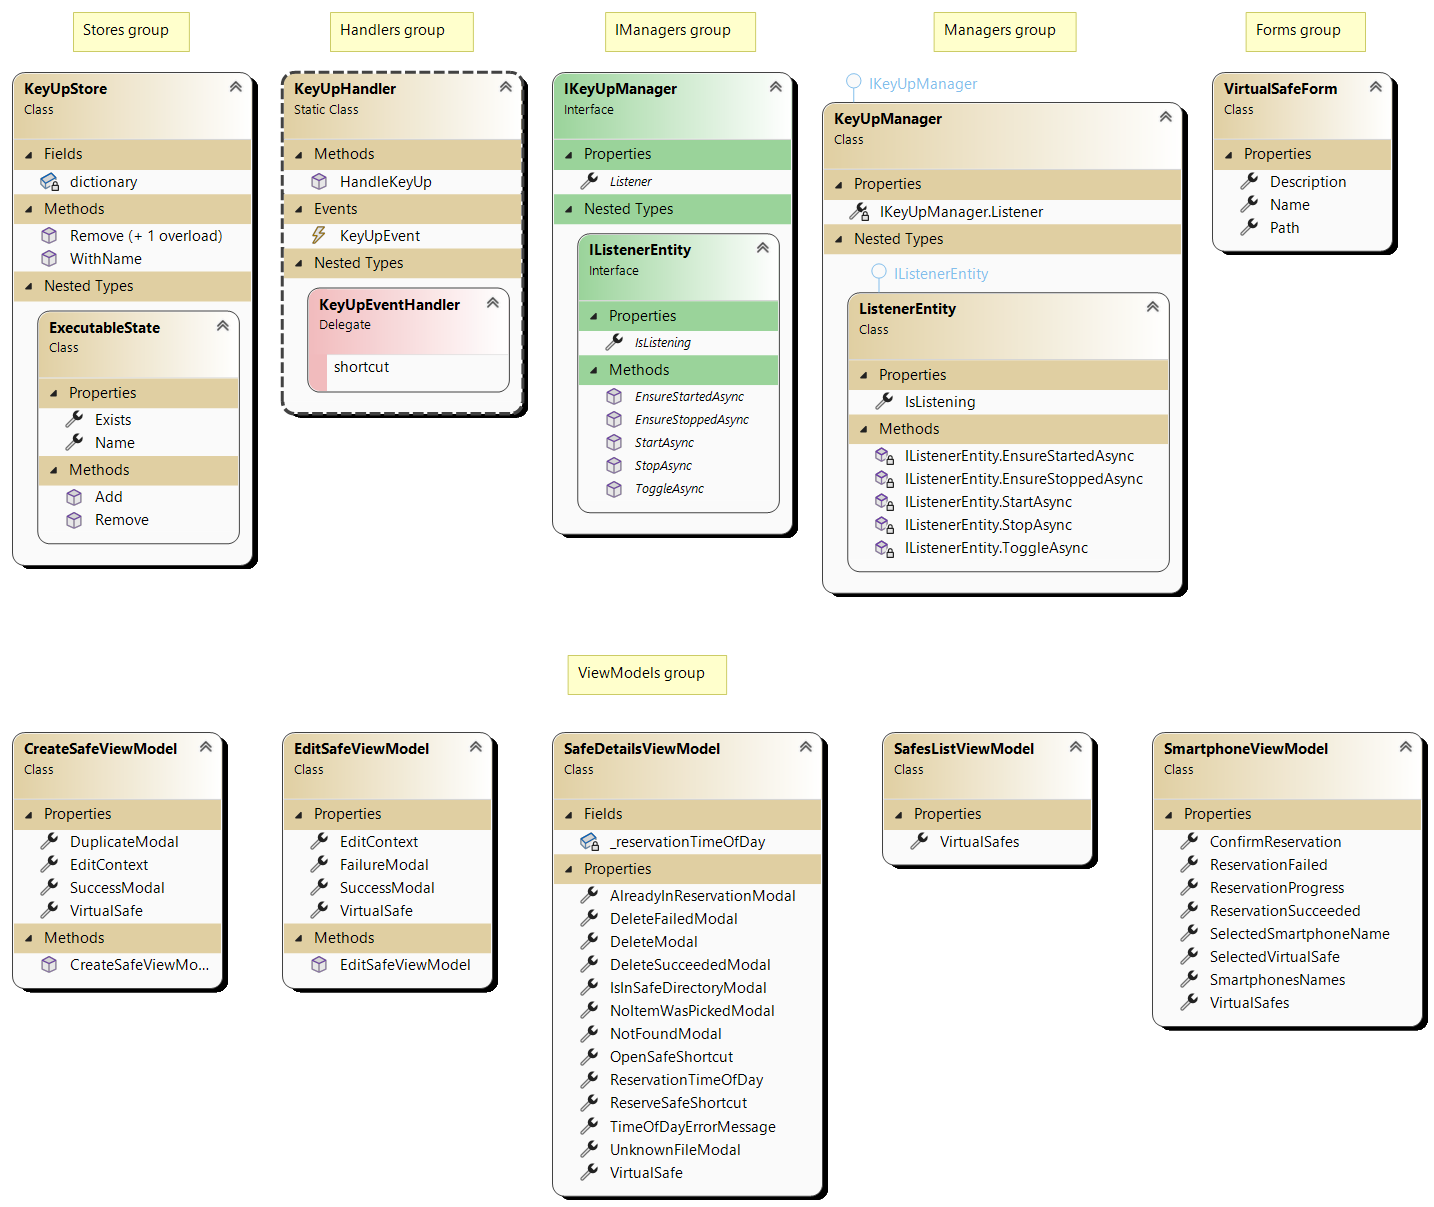 Stores group
Handlers group
IManagers group
Managers group
Forms group
KeyUpStore
Class
Fields
dictionary
Methods
Remove (+ 1 overload)
WithName
Nested Types
ExecutableState
Class
Properties
Exists
Name
Methods
Add
Remove
KeyUpHandler
Static Class
Methods
HandleKeyUp
Events
KeyUpEvent
Nested Types
KeyUpEventHandler
Delegate
shortcut
IKeyUpManager
Interface
Properties
Listener
Nested Types
IListenerEntity
Interface
Properties
IsListening
Methods
EnsureStartedAsync
EnsureStoppedAsync
StartAsync
StopAsync
ToggleAsync
IKeyUpManager
KeyUpManager
Class
Properties
IKeyUpManager.Listener
Nested Types
IListenerEntity
ListenerEntity
Class
Properties
IsListening
Methods
IListenerEntity.EnsureStartedAsync
IListenerEntity.EnsureStoppedAsync
IListenerEntity.StartAsync
IListenerEntity.StopAsync
IListenerEntity.ToggleAsync
VirtualSafeForm
Class
Properties
Description
Name
Path
ViewModels group
CreateSafeViewModel
Class
Properties
DuplicateModal
EditContext
SuccessModal
VirtualSafe
Methods
CreateSafeViewMo...
EditSafeViewModel
Class
Properties
EditContext
FailureModal
SuccessModal
VirtualSafe
Methods
EditSafeViewModel
SafeDetailsViewModel
Class
Fields
_reservationTimeOfDay
Properties
AlreadyInReservationModal
DeleteFailedModal
DeleteModal
DeleteSucceededModal
IsInSafeDirectoryModal
NoItemWasPickedModal
NotFoundModal
OpenSafeShortcut
ReservationTimeOfDay
ReserveSafeShortcut
TimeOfDayErrorMessage
UnknownFileModal
VirtualSafe
SafesListViewModel
Class
Properties
VirtualSafes
SmartphoneViewModel
Class
Properties
ConfirmReservation
ReservationFailed
ReservationProgress
ReservationSucceeded
SelectedSmartphoneName
SelectedVirtualSafe
SmartphonesNames
VirtualSafes